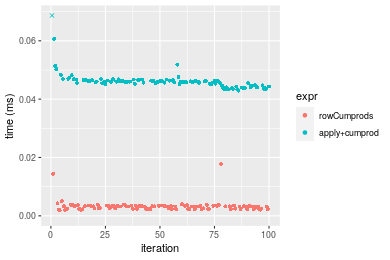 0.06
0.04
0.02
0.00
time (ms)
0
25
50
75
100
iteration
expr
rowCumprods
apply+cumprod